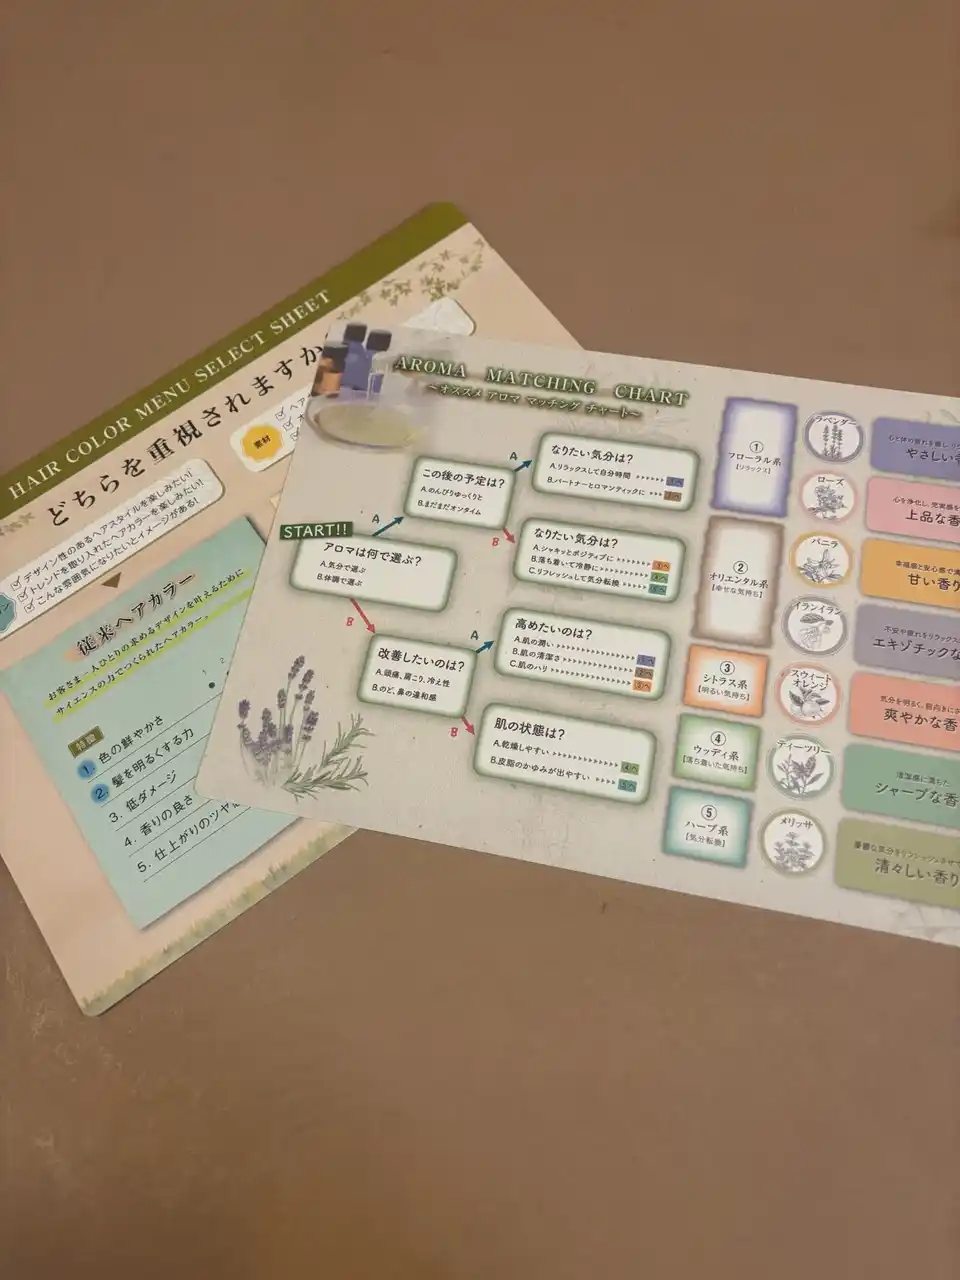 HAIR COLOR MENU SELECT SHEET
どちらを重視されますか
☑デザイン性のあるヘアスタイルを楽しみたい!
☑トレンドを取り入れたヘアカラーを楽しみたい!
☑こんな雰囲気になりたいとイメージがある!
素材
従来ヘアカラー
お客さま一人ひとりの求めるデザインを叶えるために
サイエンスの力でつくられたヘアカラー。
特徴
1. 色の鮮やかさ
2. 髪を明るくする力
3. 低ダメージ
4. 香りの良さ
5. 仕上がりのツヤ
AROMA MATCHING CHART
~オススメ アロマ マッチング チャート~
START!!
アロマは何で選ぶ?
A.気分で選ぶ
B.体調で選ぶ
A
B
この後の予定は?
A.のんびりゆっくりと
B.まだまだオンタイム
A
B
なりたい気分は?
A.リラックスして自分時間
B.パートナーとロマンティックに
なりたい気分は?
A.シャキッとポジティブに
B.落ち着いて冷静に
C.リフレッシュして気分転換
改善したいのは?
A.頭痛、肩こり、冷え性
B.のど、鼻の違和感
A
B
高めたいのは?
A.肌の潤い
B.肌の清潔さ
C.肌のハリ
肌の状態は?
A.乾燥しやすい
B.皮脂のかゆみが出やすい
①
フローラル系
[リラックス]
②
オリエンタル系
[幸せな気持ち]
③
シトラス系
[明るい気持ち]
④
ウッディ系
[落ち着いた気持ち]
⑤
ハーブ系
[気分転換]
ラベンダー
やさしい
ローズ
上品な香
バニラ
甘い香り
イランイラン
エキゾチックな
スウィート
オレンジ
爽やかな香
ティーツリー
清潔感に満ちた
シャープな香
メリッサ
清々しい香り